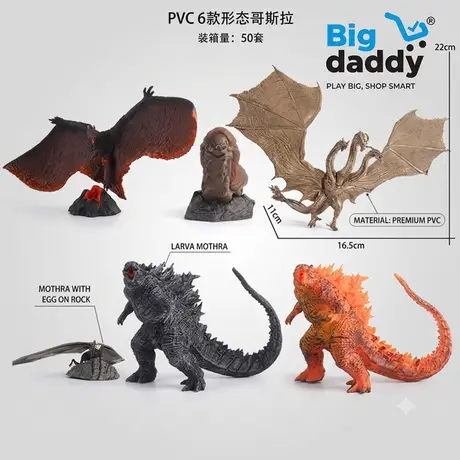 PVC 6款形态哥斯拉
装箱量：50套
Big
daddy
®
PLAY BIG, SHOP SMART
22cm
11cm
MATERIAL: PREMIUM PVC
16.5cm
LARVA MOTHRA
MOTHRA WITH
EGG ON ROCK